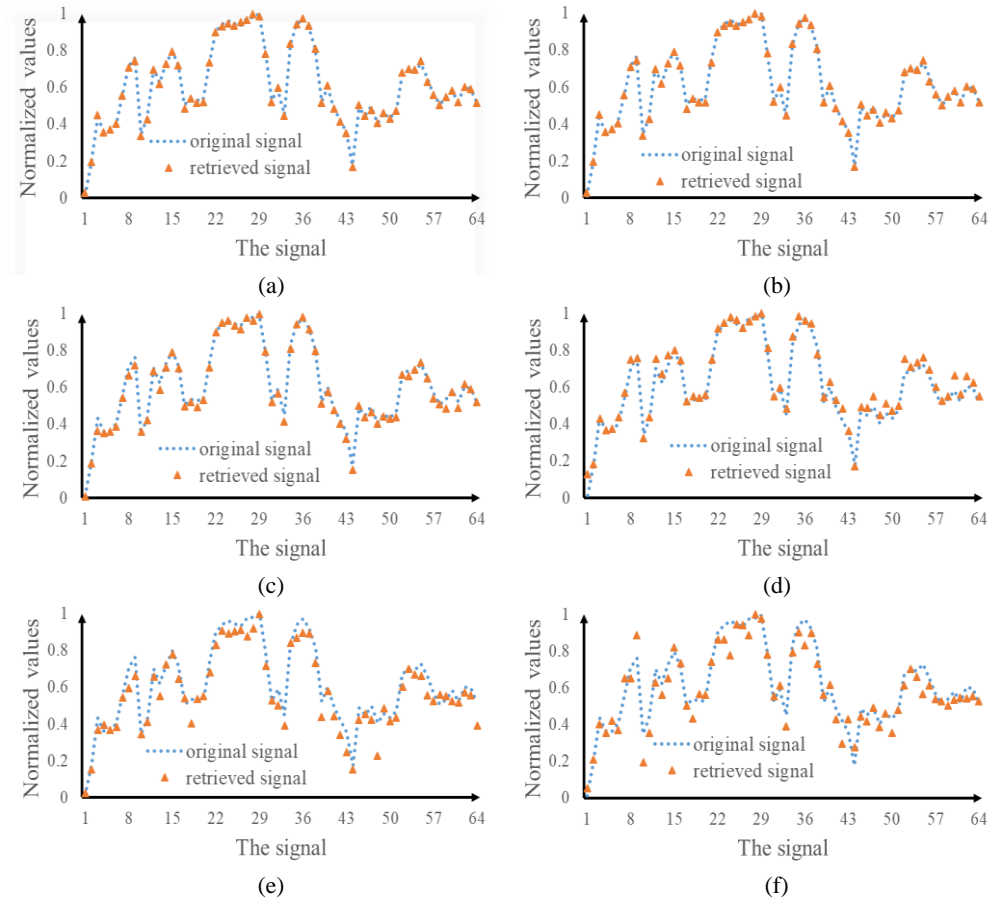 Normalized values
1
0.8
0.6
0.4
0.2
0
original signal
retrieved signal
1 8 15 22 29 36 43 50 57 64
The signal
(a)
Normalized values
1
0.8
0.6
0.4
0.2
0
original signal
retrieved signal
1 8 15 22 29 36 43 50 57 64
The signal
(b)
Normalized values
1
0.8
0.6
0.4
0.2
0
original signal
retrieved signal
1 8 15 22 29 36 43 50 57 64
The signal
(c)
Normalized values
1
0.8
0.6
0.4
0.2
0
original signal
retrieved signal
1 8 15 22 29 36 43 50 57 64
The signal
(d)
Normalized values
1
0.8
0.6
0.4
0.2
0
original signal
retrieved signal
1 8 15 22 29 36 43 50 57 64
The signal
(e)
Normalized values
1
0.8
0.6
0.4
0.2
0
original signal
retrieved signal
1 8 15 22 29 36 43 50 57 64
The signal
(f)